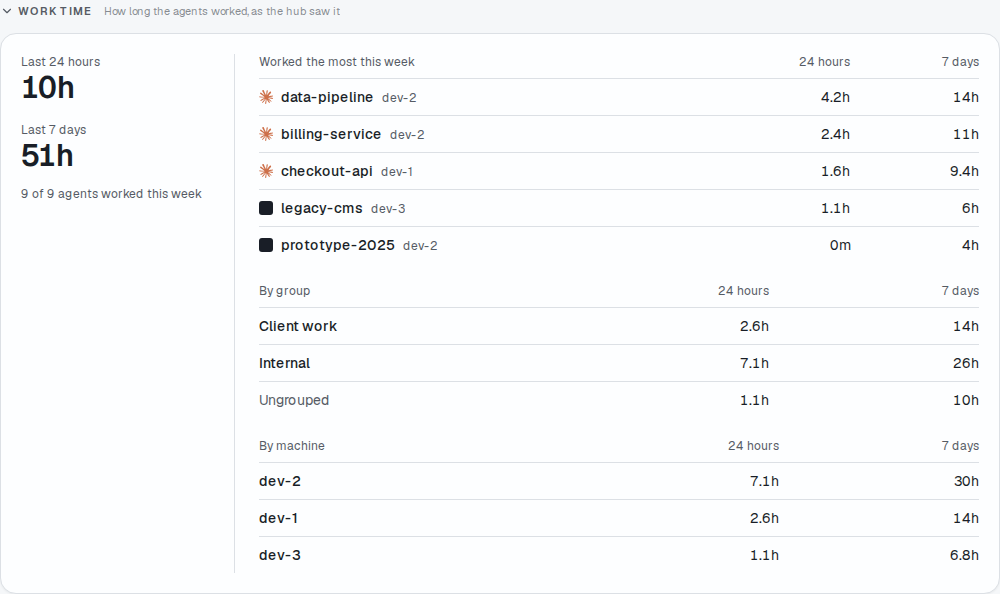 WORK TIME How long the agents worked, as the hub saw it
Last 24 hours
10h
Last 7 days
51h
9 of 9 agents worked this week
Worked the most this week 24 hours 7 days
data-pipeline dev-2 4.2h 14h
billing-service dev-2 2.4h 11h
checkout-api dev-1 1.6h 9.4h
legacy-cms dev-3 1.1h 6h
prototype-2025 dev-2 0m 4h
By group 24 hours 7 days
Client work 2.6h 14h
Internal 7.1h 26h
Ungrouped 1.1h 10h
By machine 24 hours 7 days
dev-2 7.1h 30h
dev-1 2.6h 14h
dev-3 1.1h 6.8h